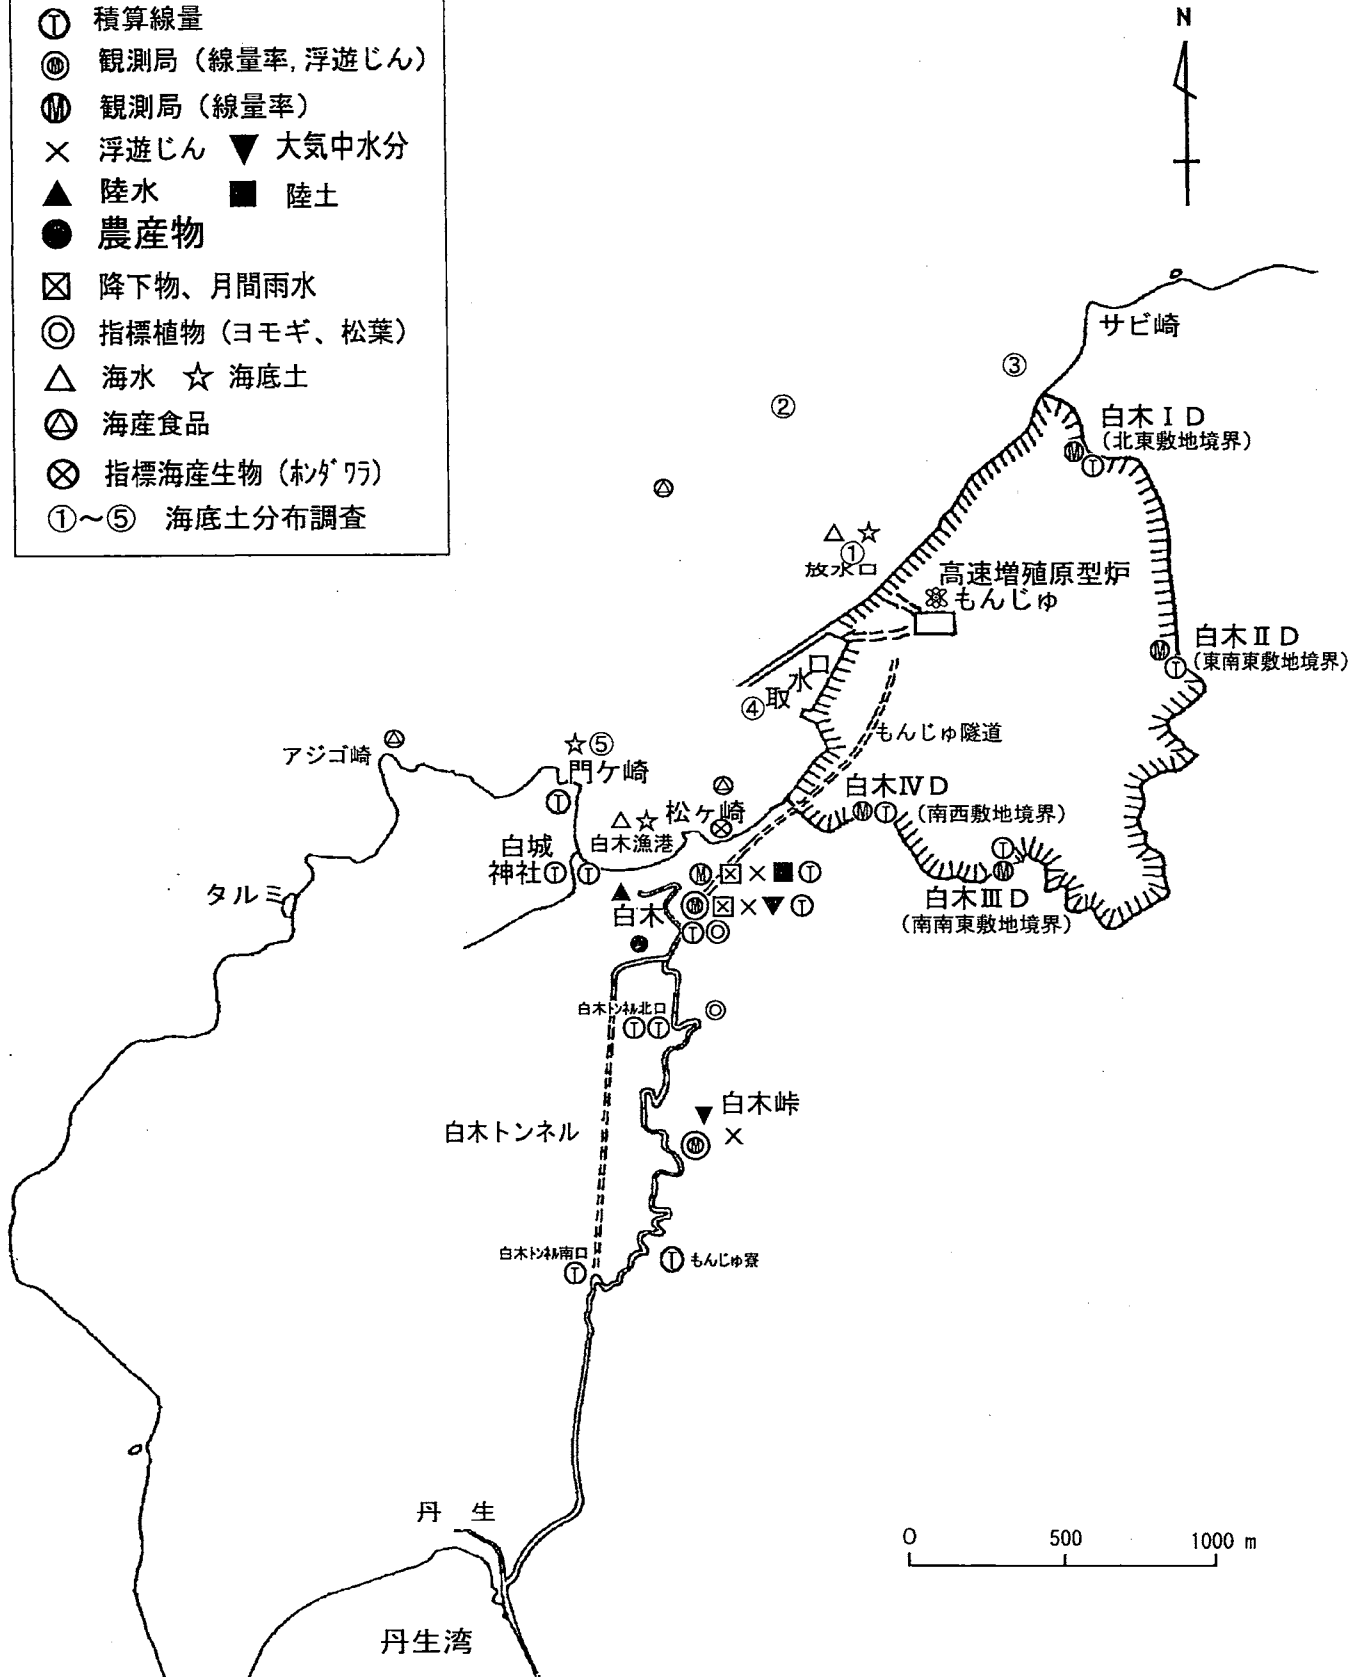 Ⓣ 積算線量
Ⓜ 観測局（線量率,浮遊じん）
Ⓜ 観測局（線量率）
× 浮遊じん ▼ 大気中水分
▲ 陸水 ■ 陸土
● 農産物
降下物、月間雨水
◎ 指標植物（ヨモギ、松葉）
△ 海水 ☆ 海底土
海産食品
⊗ 指標海産生物（ホンダワラ）
①～⑤ 海底土分布調査
N
サビ崎
③
②
白木ⅠD
（北東敷地境界）
Ⓜ
Ⓣ
△ ☆
①
放水口
高速増殖原型炉
もんじゅ
白木ⅡD
（東南東敷地境界）
Ⓜ
Ⓣ
取水口
④
もんじゅ隧道
アジゴ崎
☆⑤
門ケ崎
Ⓣ
白木ⅣD
（南西敷地境界）
Ⓜ Ⓣ
松ヶ崎
△☆
白木漁港
白城
神社Ⓣ Ⓣ
Ⓣ
Ⓜ
白木ⅢD
（南南東敷地境界）
タルミ
Ⓜ × ■ Ⓣ
Ⓜ × ▼ Ⓣ
白木
Ⓣ ◎
白木トンネル北口
Ⓣ Ⓣ
◎
白木峠
▼
Ⓜ ×
白木トンネル
白木トンネル南口
Ⓣ
Ⓣ もんじゅ寮
丹 生
丹生湾
0 500 1000 m